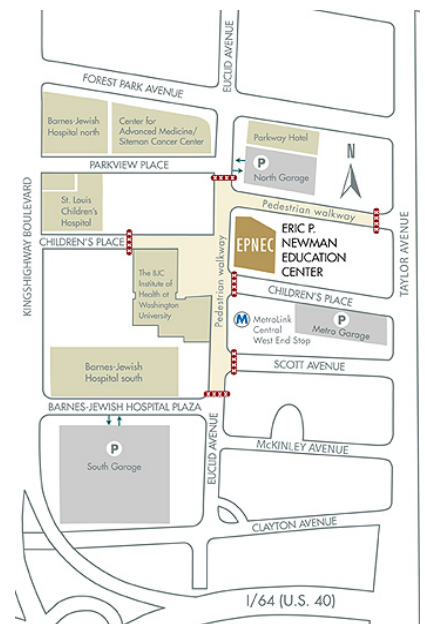 EUCLID AVENUE
FOREST PARK AVENUE
Barnes-Jewish
Hospital north
Center for
Advanced Medicine/
Siteman Cancer Center
Parkway Hotel
P
North Garage
N
PARKVIEW PLACE
KINGSHIGHWAY BOULEVARD
St. Louis
Children's
Hospital
Pedestrian walkway
TAYLOR AVENUE
EPNEC
ERIC P.
NEWMAN
EDUCATION
CENTER
CHILDREN'S PLACE
Pedestrian walkway
The BJC
Institute of
Health at
Washington
University
CHILDREN'S PLACE
M
MetroLink
Central
West End Stop
P
Metro Garage
SCOTT AVENUE
Barnes-Jewish
Hospital south
BARNES-JEWISH HOSPITAL PLAZA
EUCLID AVENUE
P
South Garage
McKINLEY AVENUE
CLAYTON AVENUE
I/64 (U.S. 40)